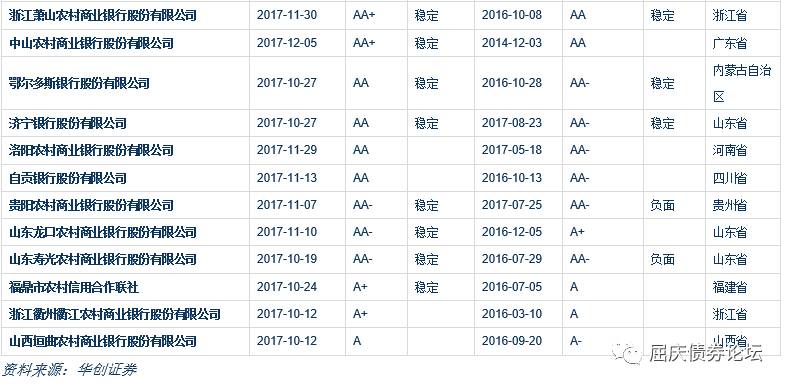 浙江萧山农村商业银行股份有限公司 2017-11-30 AA+ 稳定 2016-10-08 AA 稳定 浙江省
中山农村商业银行股份有限公司 2017-12-05 AA+ 稳定 2014-12-03 AA 广东省
鄂尔多斯银行股份有限公司 2017-10-27 AA 稳定 2016-10-28 AA- 稳定 内蒙古自治
区
济宁银行股份有限公司 2017-10-27 AA 稳定 2017-08-23 AA- 稳定 山东省
洛阳农村商业银行股份有限公司 2017-11-29 AA 2017-05-18 AA- 河南省
自贡银行股份有限公司 2017-11-13 AA 2016-10-13 AA- 四川省
贵阳农村商业银行股份有限公司 2017-11-07 AA- 稳定 2017-07-25 AA- 负面 贵州省
山东龙口农村商业银行股份有限公司 2017-11-10 AA- 稳定 2016-12-05 A+ 山东省
山东寿光农村商业银行股份有限公司 2017-10-19 AA- 稳定 2016-07-29 AA- 负面 山东省
福鼎市农村信用合作联社 2017-10-24 A+ 稳定 2016-07-05 A 福建省
浙江衢州衢江农村商业银行股份有限公司 2017-10-12 A+ 2016-03-10 A 浙江省
山西垣曲农村商业银行股份有限公司 2017-10-12 A 2016-09-20 A- 山西省
资料来源：华创证券
屈庆债券论坛